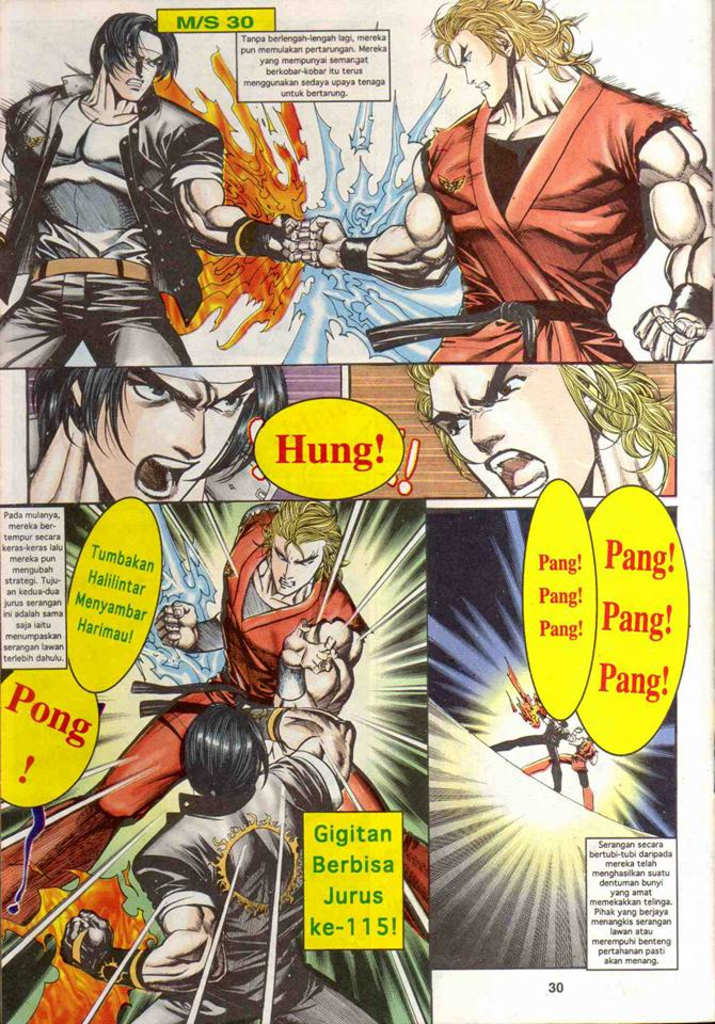 M/S 30
Tanpa berlengah-lengah lagi, mereka
pun memulakan pertarungan. Mereka
yang mempunyai semangat
berkobar-kobar itu terus
menggunakan sedaya upaya tenaga
untuk bertarung.
Hung!
Pada mulanya,
mereka ber-
tempur secara
keras-keras lalu
mereka pun
mengubah
strategi. Tuju-
an kedua-dua
jurus serangan
ini adalah sama
saja iaitu
menumpaskan
serangan lawan
terlebih dahulu.
Tumbakan
Halilintar
Menyambar
Harimau!
Pong
!
Gigitan
Berbisa
Jurus
ke-115!
Pang!
Pang!
Pang!
Pang!
Pang!
Pang!
Serangan secara
bertubi-tubi daripada
mereka telah
menghasilkan suatu
dentuman bunyi
yang amat
memekakkan telinga.
Pihak yang berjaya
menangkis serangan
lawan atau
merempuhi benteng
pertahanan pasti
akan menang.
30